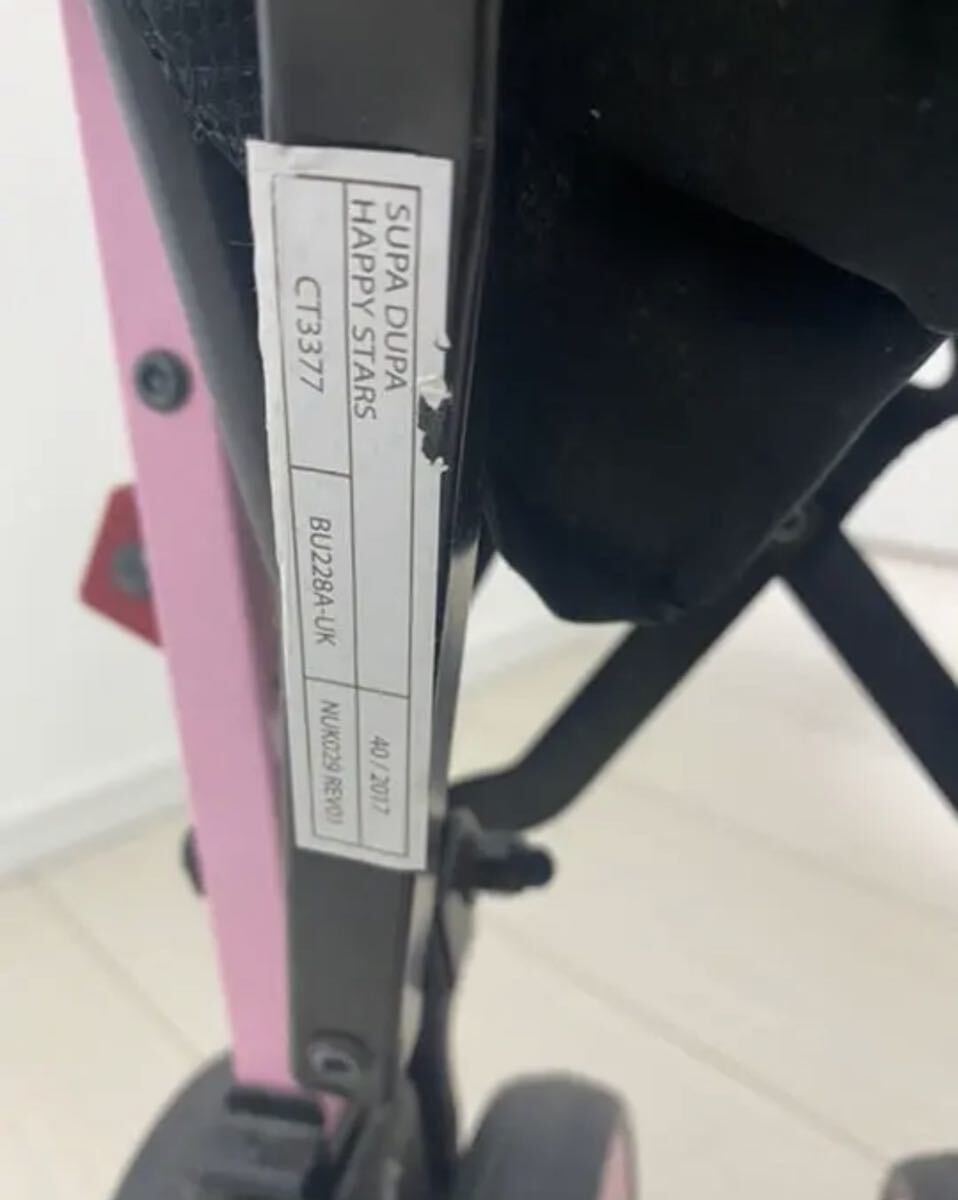 SUPA DUPA
HAPPY STARS
40 / 2017
CT3377
BU228A-UK
NUK029 REV01